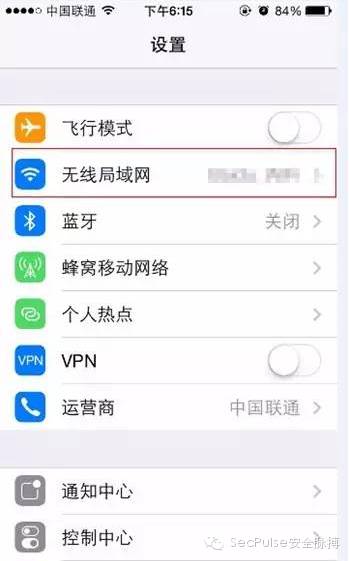 中国联通 下午6:15 84%
设置
飞行模式
无线局域网
蓝牙 关闭
蜂窝移动网络
个人热点
VPN VPN
运营商 中国联通
通知中心
控制中心
SecPulse安全脉搏